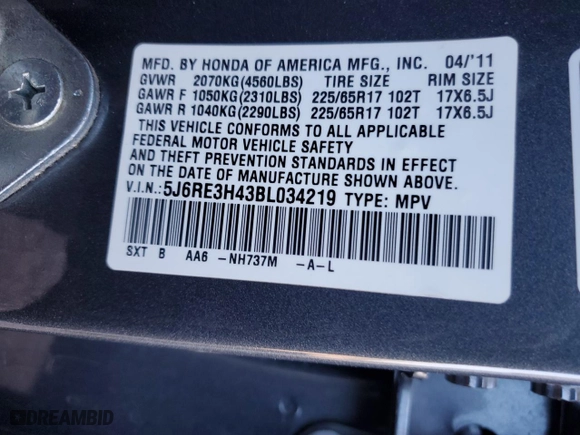 MFD. BY HONDA OF AMERICA MFG., INC. 04/'11
GVWR 2070KG(4560LBS) TIRE SIZE RIM SIZE
GAWR F 1050KG(2310LBS) 225/65R17 102T 17X6.5J
GAWR R 1040KG(2290LBS) 225/65R17 102T 17X6.5J
THIS VEHICLE CONFORMS TO ALL APPLICABLE
FEDERAL MOTOR VEHICLE SAFETY
AND THEFT PREVENTION STANDARDS IN EFFECT
ON THE DATE OF MANUFACTURE SHOWN ABOVE.
V.I.N.:5J6RE3H43BL034219 TYPE: MPV
SXT B AA6 -NH737M -A-L
DREAMBID